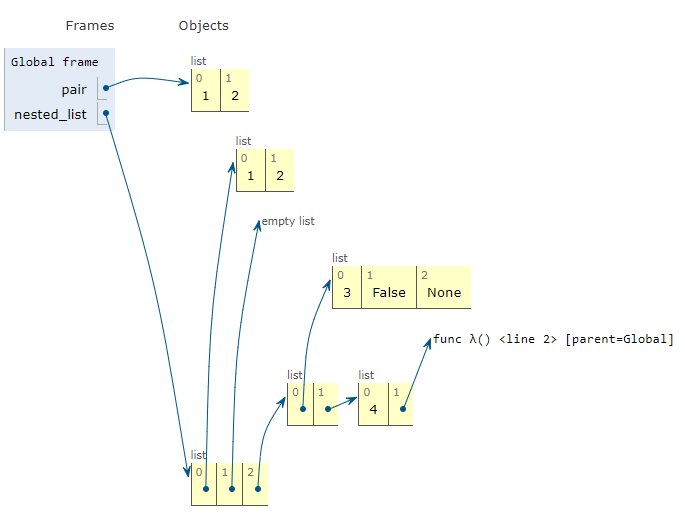 Frames Objects
Global frame
pair
nested_list
list
0 1
1 2
list
0 1
1 2
empty list
list
0 1 2
3 False None
func λ() <line 2> [parent=Global]
list
0 1
list
0 1
4
list
0 1 2